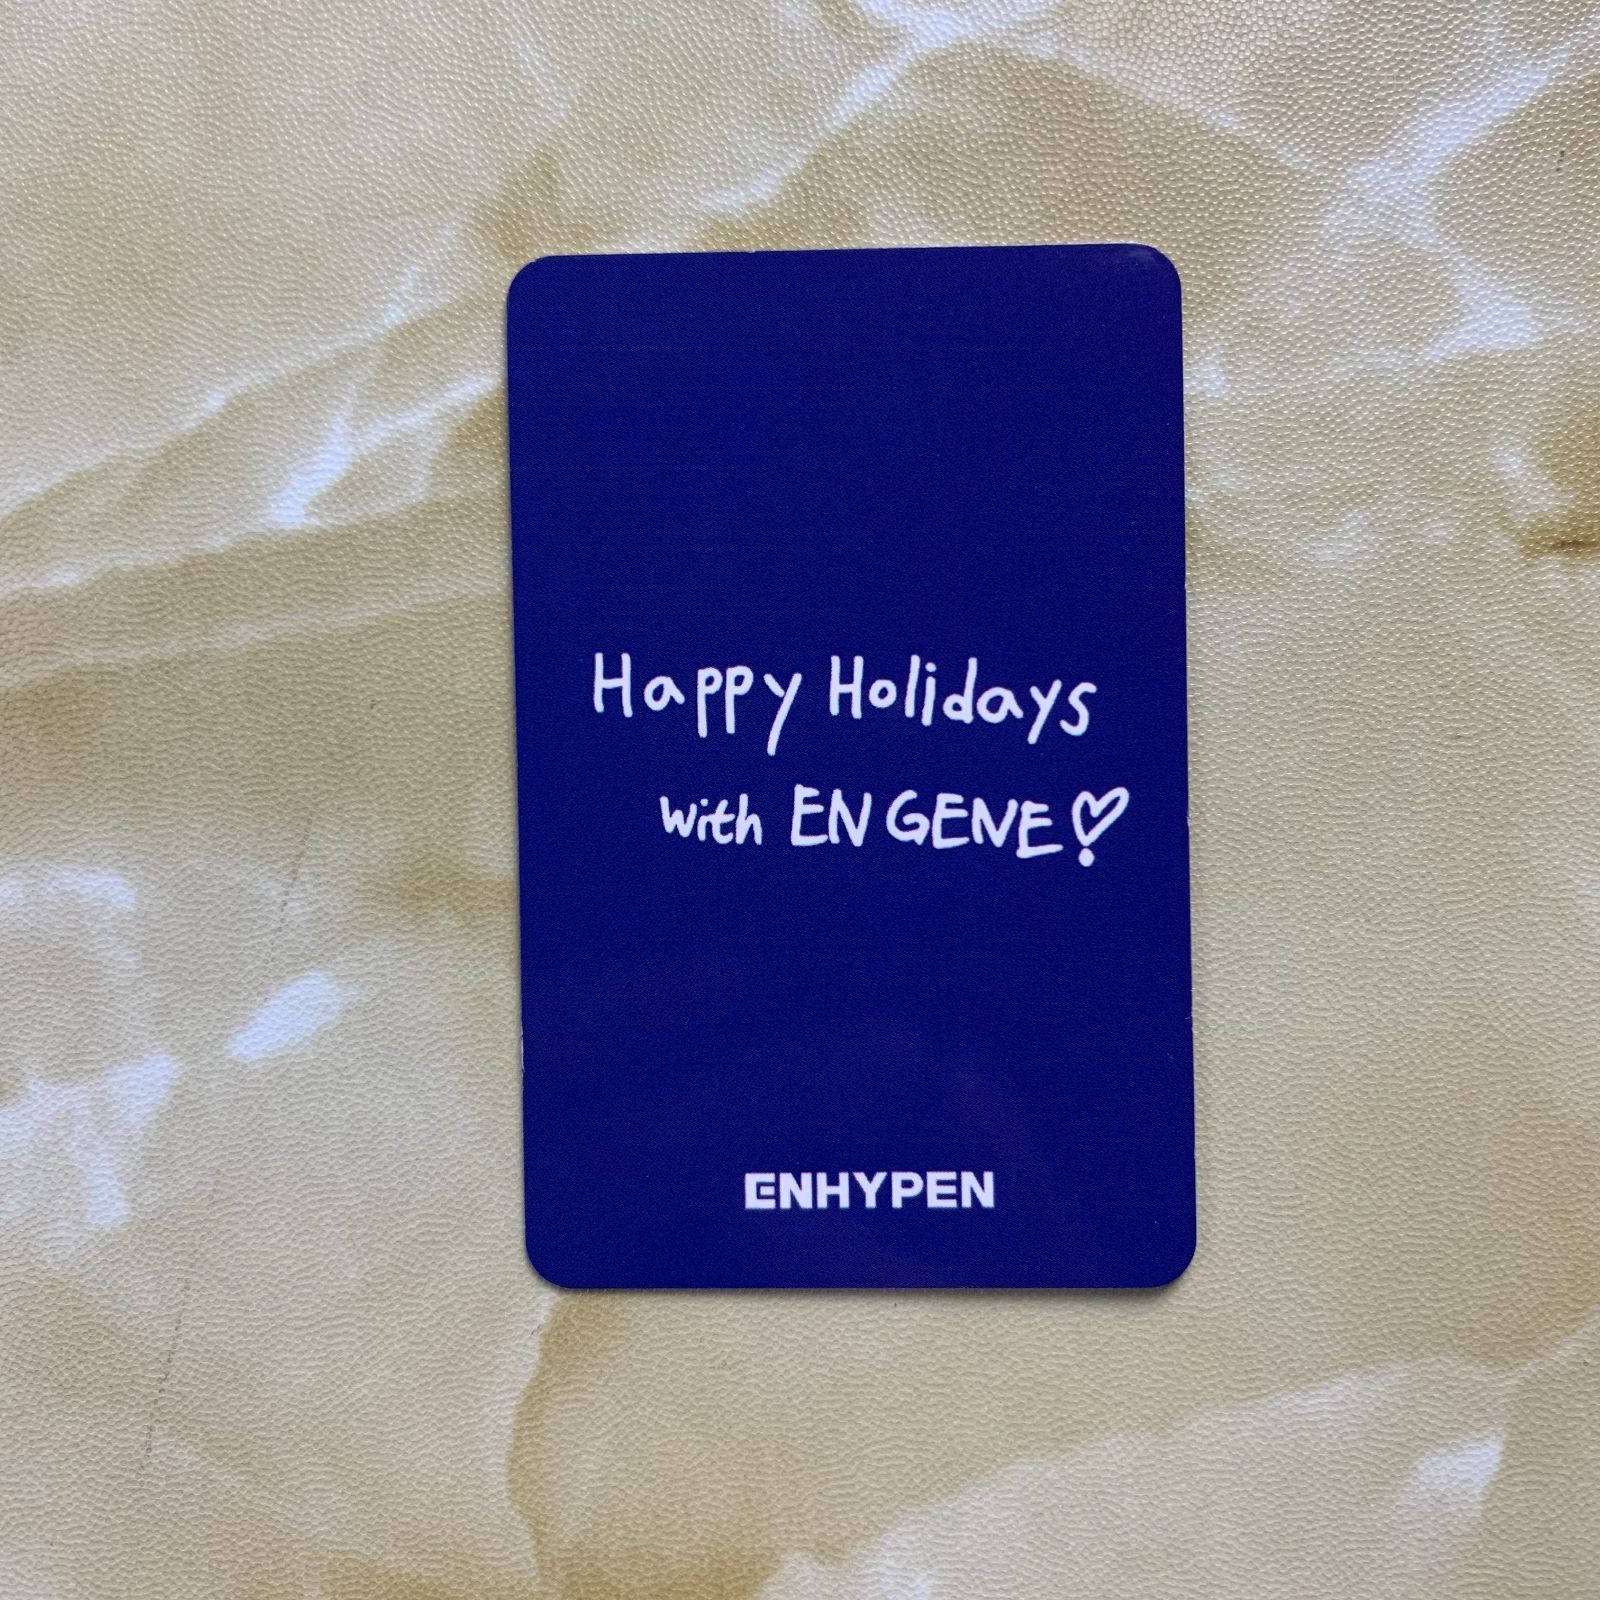 Happy Holidays
with EN GENE♡
ENHYPEN